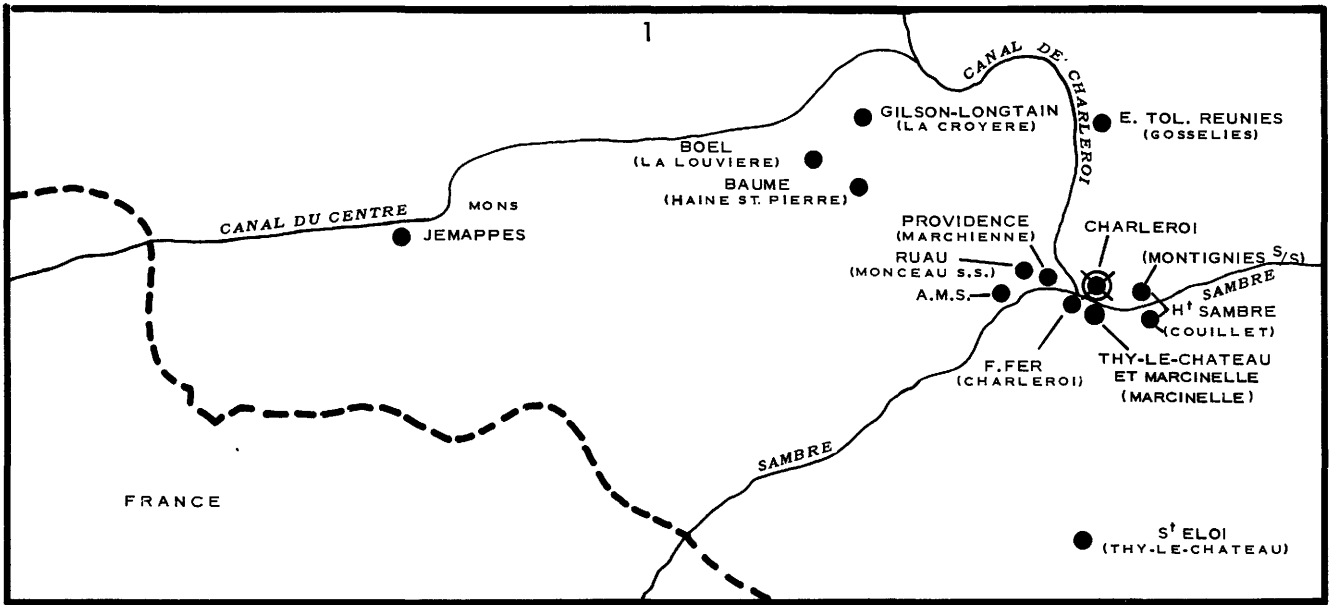 1
CANAL DE CHARLEROI
GILSON-LONGTAIN
(LA CROYERE)
E. TOL. REUNIES
(GOSSELIES)
BOEL
(LA LOUVIERE)
BAUME
(HAINE ST. PIERRE)
CANAL DU CENTRE
MONS
JEMAPPES
PROVIDENCE
(MARCHIENNE)
CHARLEROI
RUAU
(MONCEAU S.S.)
(MONTIGNIES S/S)
A.M.S.
SAMBRE
Ht SAMBRE
(COUILLET)
F.FER
(CHARLEROI)
THY-LE-CHATEAU
ET MARCINELLE
(MARCINELLE)
SAMBRE
FRANCE
St ELOI
(THY-LE-CHATEAU)